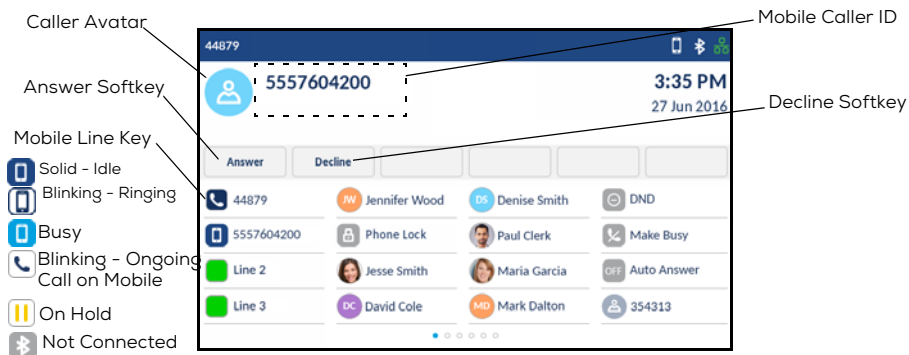 Caller Avatar
Mobile Caller ID
44879
5557604200
3:35 PM
27 Jun 2016
Answer Softkey
Decline Softkey
Mobile Line Key
Answer
Decline
Solid - Idle
Blinking - Ringing
Busy
Blinking - Ongoing
Call on Mobile
On Hold
Not Connected
44879
JW Jennifer Wood
DS Denise Smith
DND
5557604200
Phone Lock
Paul Clerk
Make Busy
Line 2
Jesse Smith
Maria Garcia
OFF Auto Answer
Line 3
DC David Cole
MD Mark Dalton
354313